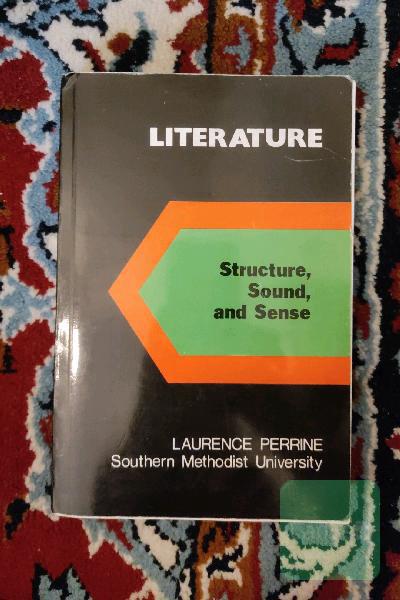 LITERATURE
Structure,
Sound,
and Sense
LAURENCE PERRINE
Southern Methodist University